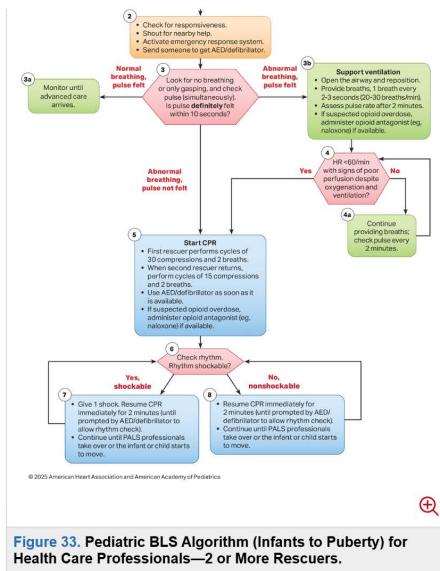 2
• Check for responsiveness.
• Shout for nearby help.
• Activate emergency response system.
• Send someone to get AED/defibrillator.
Normal
breathing,
pulse felt
Abnormal
breathing,
pulse felt
3
Look for no breathing
or only gasping, and check
pulse (simultaneously).
Is pulse definitely felt
within 10 seconds?
3a
Monitor until
advanced care
arrives.
3b
Support ventilation
• Open the airway and reposition.
• Provide breaths, 1 breath every
2-3 seconds (20-30 breaths/min).
• Assess pulse rate after 2 minutes.
• If suspected opioid overdose,
administer opioid antagonist (eg,
naloxone) if available.
4
HR <60/min
with signs of poor
perfusion despite
oxygenation and
ventilation?
Yes
No
4a
Continue
providing breaths;
check pulse every
2 minutes.
Abnormal
breathing,
pulse not felt
5
Start CPR
• First rescuer performs cycles of
30 compressions and 2 breaths.
• When second rescuer returns,
perform cycles of 15 compressions
and 2 breaths.
• Use AED/defibrillator as soon as it
is available.
• If suspected opioid overdose,
administer opioid antagonist (eg,
naloxone) if available.
6
Check rhythm.
Rhythm shockable?
Yes,
shockable
No,
nonshockable
7
• Give 1 shock. Resume CPR
immediately for 2 minutes (until
prompted by AED/defibrillator to
allow rhythm check).
• Continue until PALS professionals
take over or the infant or child starts
to move.
8
• Resume CPR immediately for
2 minutes (until prompted by AED/
defibrillator to allow rhythm check).
• Continue until PALS professionals
take over or the infant or child starts
to move.
© 2025 American Heart Association and American Academy of Pediatrics
Figure 33. Pediatric BLS Algorithm (Infants to Puberty) for
Health Care Professionals—2 or More Rescuers.